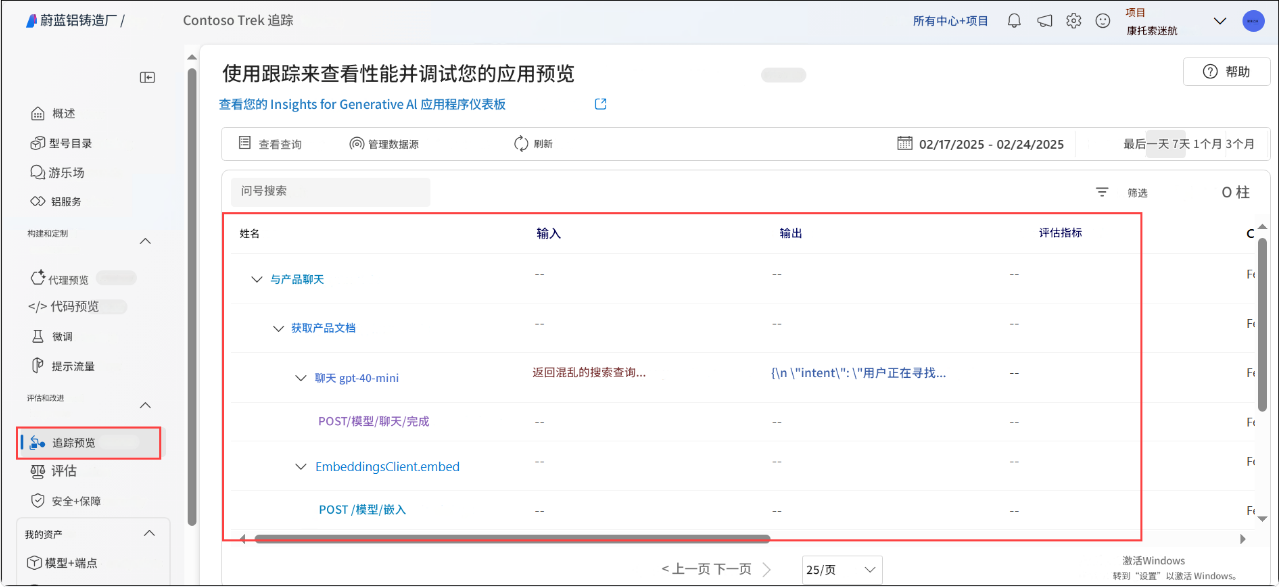 蔚蓝铝铸造厂 /
Contoso Trek 追踪
所有中心+项目
项目
康托索迷航
概述
型号目录
游乐场
铝服务
构建和定制
代理预览
</> 代码预览
微调
提示流量
评估和改进
追踪预览
评估
安全+保障
我的资产
模型+端点
使用跟踪来查看性能并调试您的应用预览
帮助
查看您的 Insights for Generative Al 应用程序仪表板
查看查询
管理数据源
刷新
02/17/2025 - 02/24/2025
最后一天 7天 1个月 3个月
问号搜索
筛选
O 柱
姓名 输入 输出 评估指标 C
与产品聊天 -- -- -- Fe
获取产品文档 -- -- -- Fe
聊天 gpt-40-mini 返回混乱的搜索查询... {\n \"intent\": \"用户正在寻找... -- Fe
POST/模型/聊天/完成 -- -- -- Fe
EmbeddingsClient.embed -- -- -- Fe
POST /模型/嵌入 -- -- -- Fe
< 上一页 下一页 >
25/页
激活Windows
转到“设置”以激活 Windows。